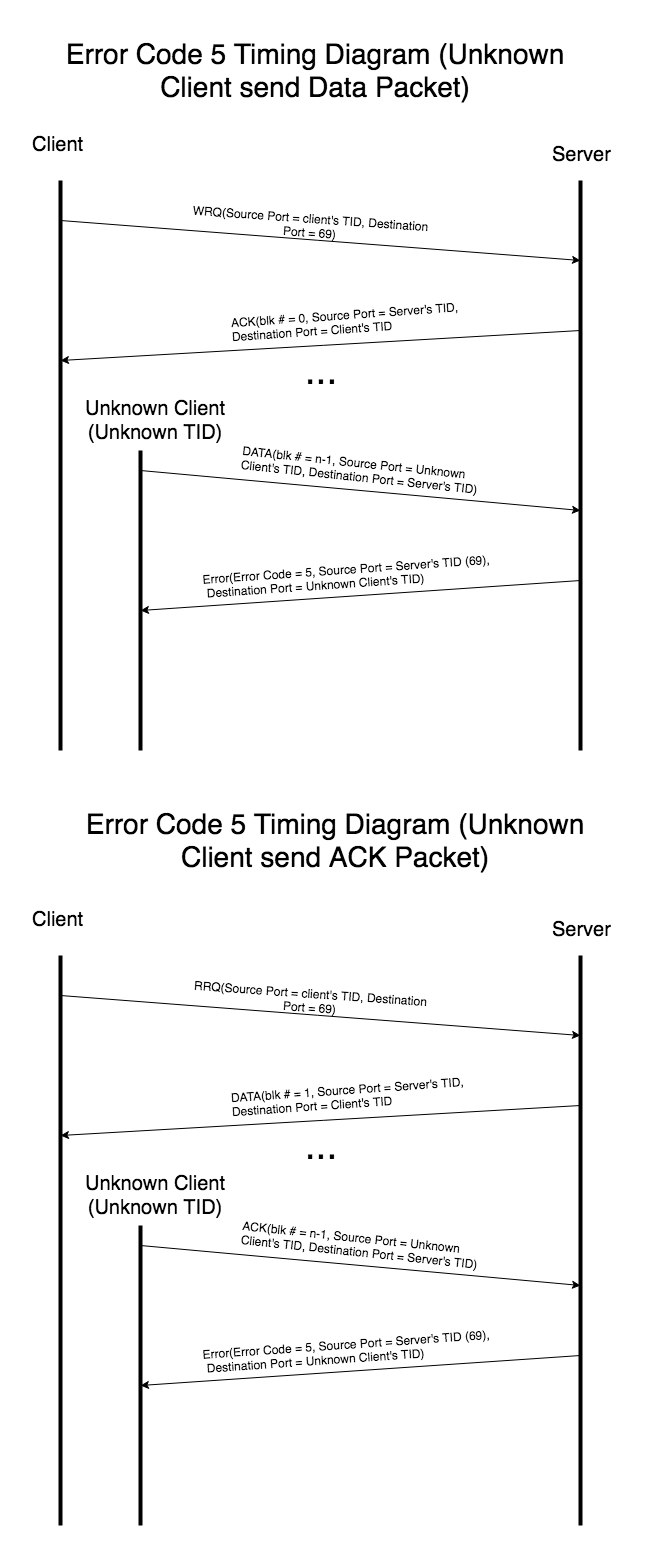 Error Code 5 Timing Diagram (Unknown
Client send Data Packet)
Client
Server
WRQ(Source Port = client's TID, Destination
Port = 69)
ACK(blk # = 0, Source Port = Server's TID,
Destination Port = Client's TID
...
Unknown Client
(Unknown TID)
DATA(blk # = n-1, Source Port = Unknown
Client's TID, Destination Port = Server's TID)
Error(Error Code = 5, Source Port = Server's TID (69),
Destination Port = Unknown Client's TID)
Error Code 5 Timing Diagram (Unknown
Client send ACK Packet)
Client
Server
RRQ(Source Port = client's TID, Destination
Port = 69)
DATA(blk # = 1, Source Port = Server's TID,
Destination Port = Client's TID
...
Unknown Client
(Unknown TID)
ACK(blk # = n-1, Source Port = Unknown
Client's TID, Destination Port = Server's TID)
Error(Error Code = 5, Source Port = Server's TID (69),
Destination Port = Unknown Client's TID)